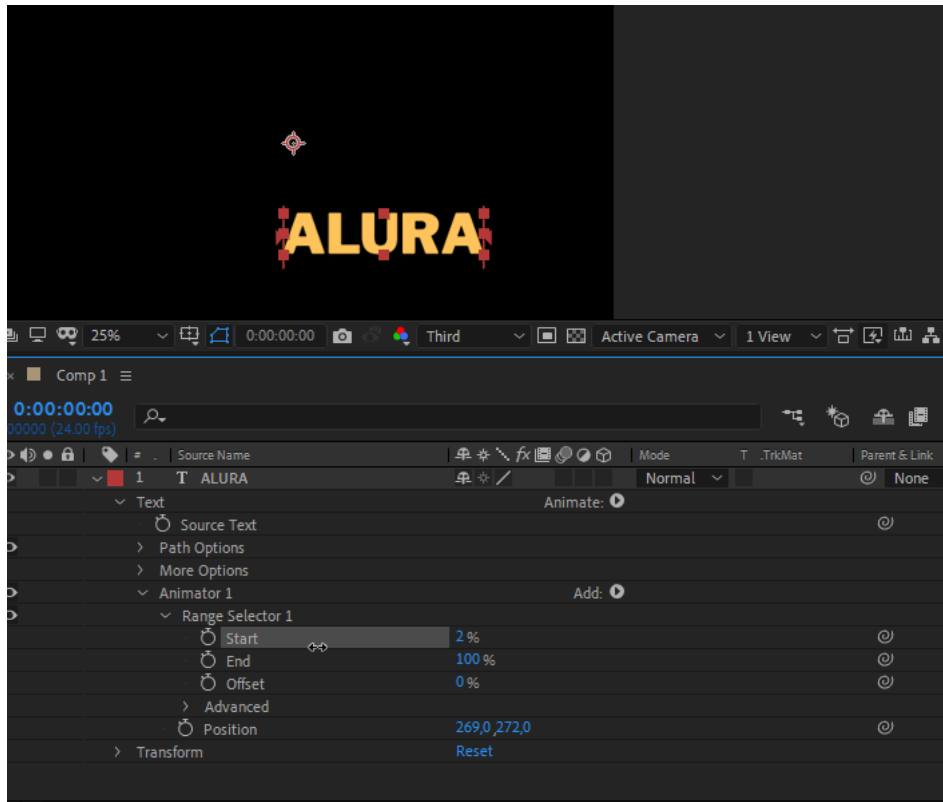 ALURA
25% 0:00:00:00 Third Active Camera 1 View
Comp 1
0:00:00:00
00000 (24.00 fps)
# Source Name fx Mode T .TrkMat Parent & Link
1 T ALURA Normal None
Text Animate:
Source Text
Path Options
More Options
Animator 1 Add:
Range Selector 1
Start 2 %
End 100 %
Offset 0 %
Advanced
Position 269,0 ,272,0
Transform Reset